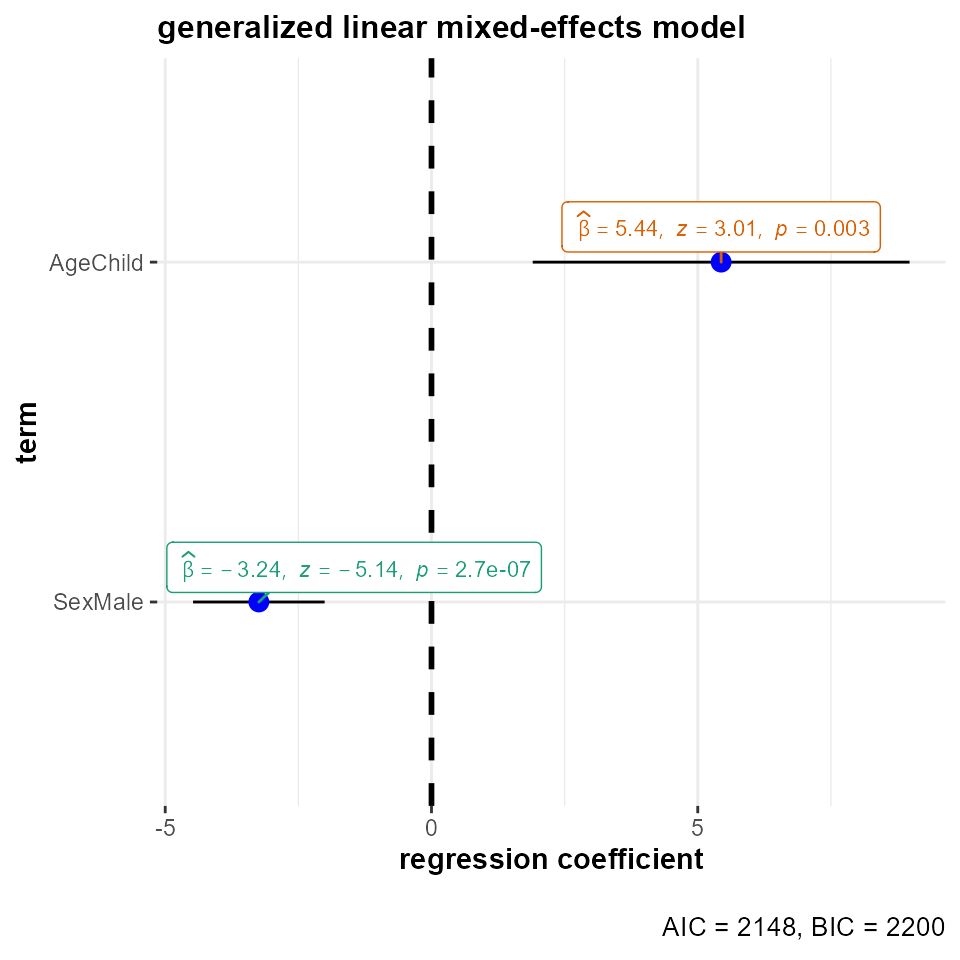 generalized linear mixed-effects model
β̂ = 5.44, z = 3.01, p = 0.003
AgeChild
term
β̂ = −3.24, z = −5.14, p = 2.7e-07
SexMale
-5 0 5
regression coefficient
AIC = 2148, BIC = 2200